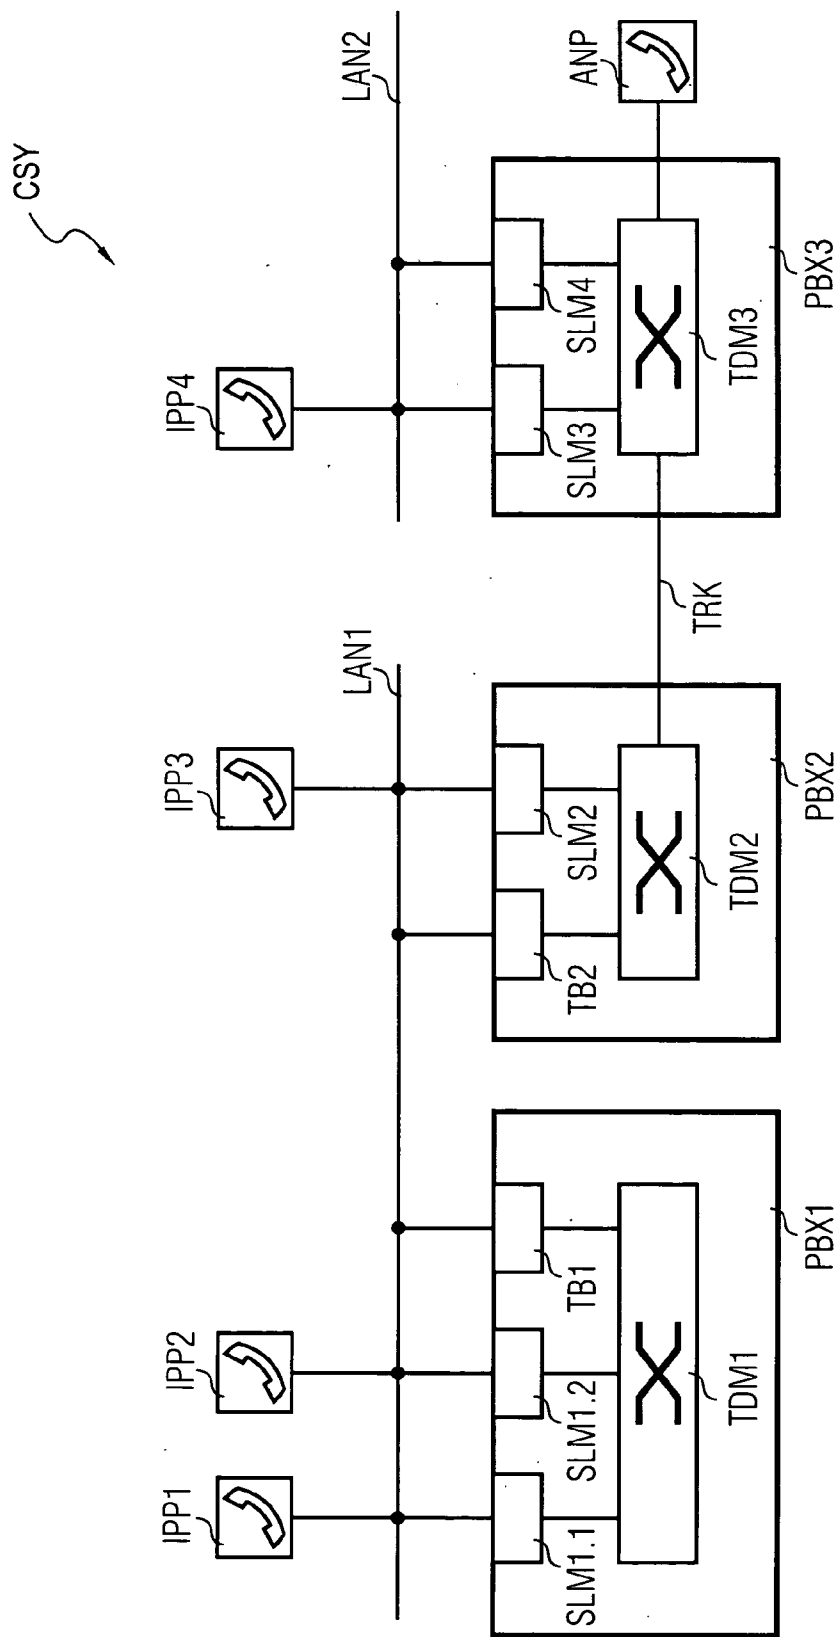 CSY
IPP1
IPP2
IPP3
LAN1
IPP4
LAN2
ANP
SLM1.1
SLM1.2
TB1
TB2
SLM2
SLM3
SLM4
TDM1
TDM2
TRK
TDM3
PBX1
PBX2
PBX3